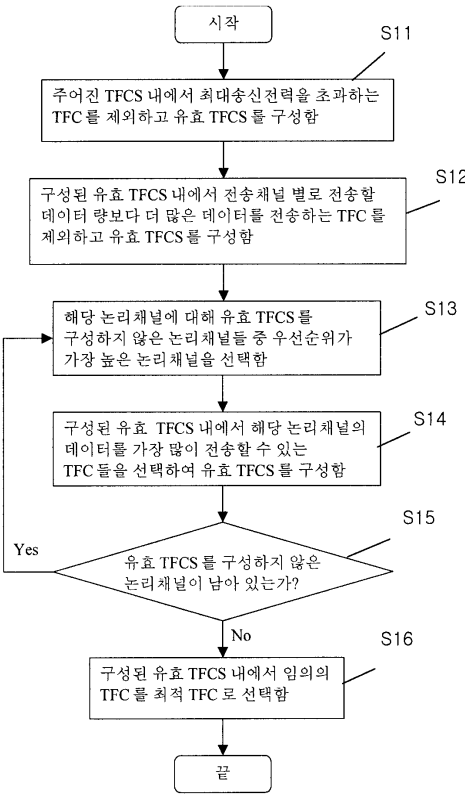 시작
S11
주어진 TFCS 내에서 최대송신전력을 초과하는
TFC 를 제외하고 유효 TFCS 를 구성함
S12
구성된 유효 TFCS 내에서 전송채널 별로 전송할
데이터 량보다 더 많은 데이터를 전송하는 TFC 를
제외하고 유효 TFCS 를 구성함
S13
해당 논리채널에 대해 유효 TFCS 를
구성하지 않은 논리채널들 중 우선순위가
가장 높은 논리채널을 선택함
S14
구성된 유효 TFCS 내에서 해당 논리채널의
데이터를 가장 많이 전송할 수 있는
TFC 들을 선택하여 유효 TFCS 를 구성함
S15
Yes
유효 TFCS 를 구성하지 않은
논리채널이 남아 있는가?
No
S16
구성된 유효 TFCS 내에서 임의의
TFC 를 최적 TFC 로 선택함
끝